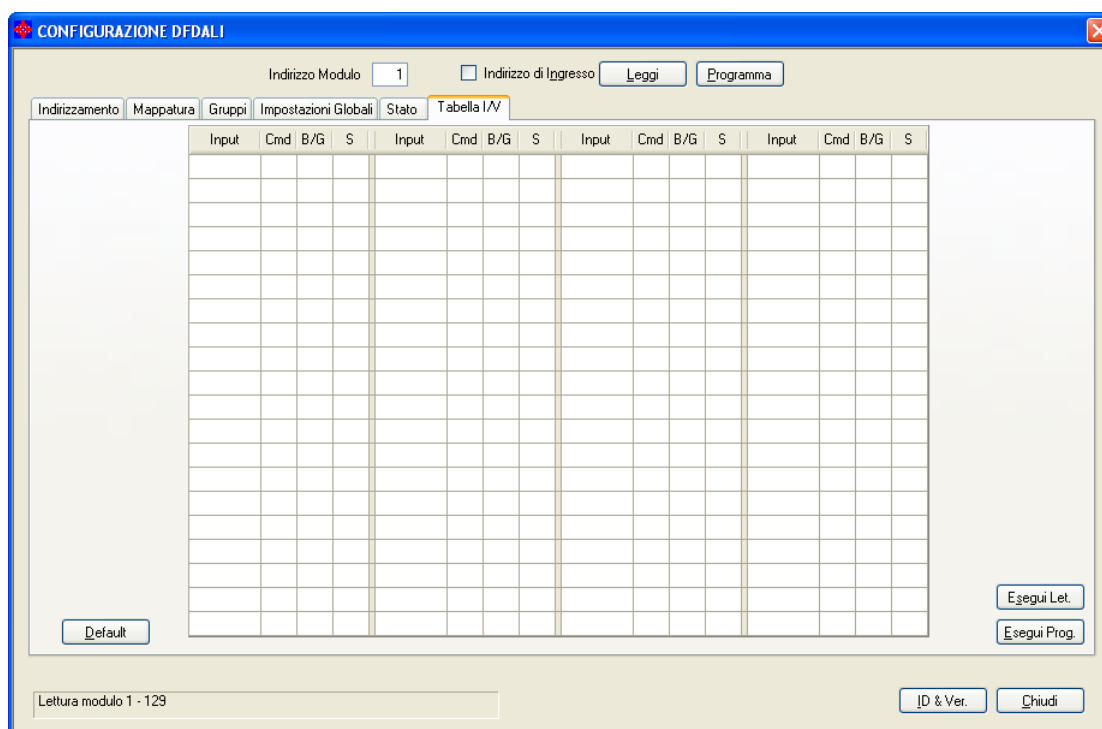 CONFIGURAZIONE DFDALI
Indirizzo Modulo 1 Indirizzo di Ingresso Leggi Programma
Indirizzamento Mappatura Gruppi Impostazioni Globali Stato Tabella I/V
Input Cmd B/G S Input Cmd B/G S Input Cmd B/G S Input Cmd B/G S
Esegui Let.
Default Esegui Prog.
Lettura modulo 1 - 129 ID & Ver. Chiudi